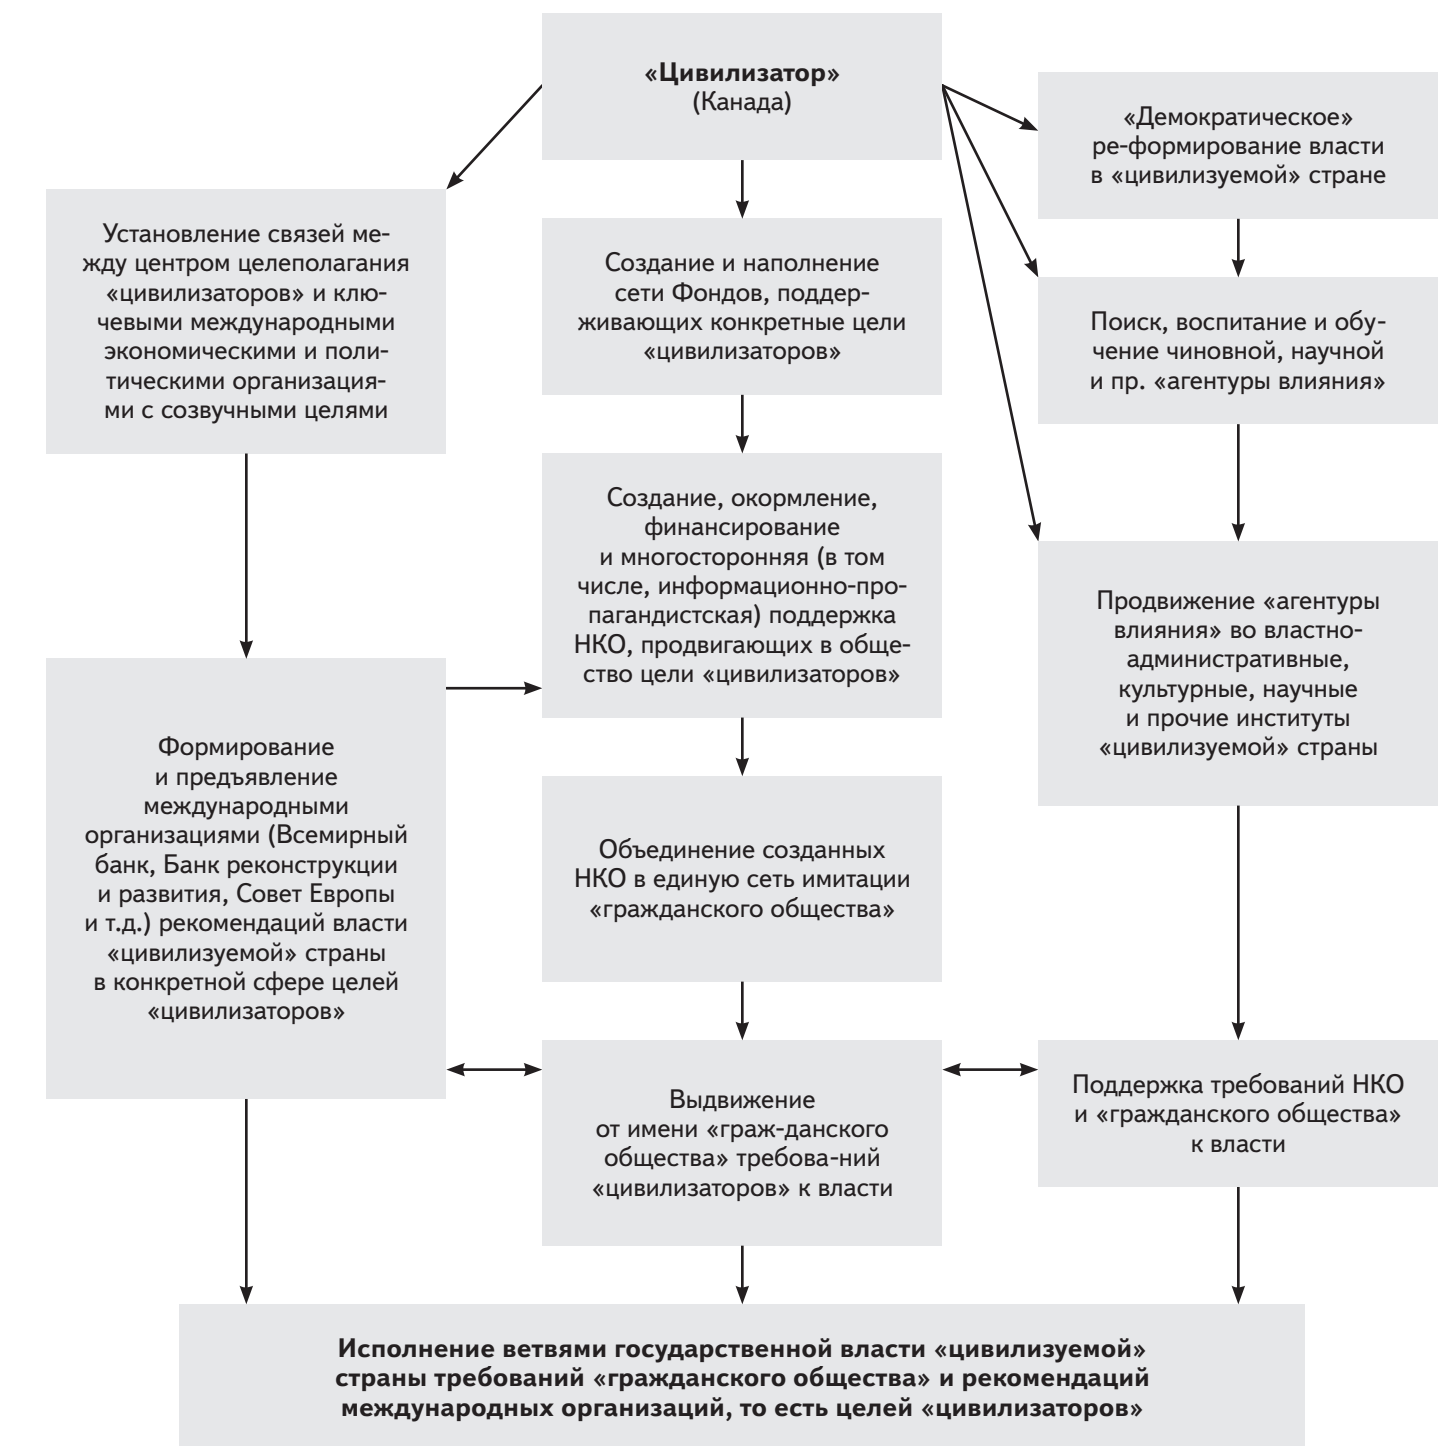 «Цивилизатор»
(Канада)
«Демократическое»
ре-формирование власти
в «цивилизуемой» стране
Установление связей ме-
жду центром целеполагания
«цивилизаторов» и клю-
чевыми международными
экономическими и поли-
тическими организация-
ми с созвучными целями
Создание и наполнение
сети Фондов, поддер-
живающих конкретные цели
«цивилизаторов»
Поиск, воспитание и обу-
чение чиновной, научной
и пр. «агентуры влияния»
Создание, окормление,
финансирование
и многосторонняя (в том
числе, информационно-про-
пагандистская) поддержка
НКО, продвигающих в обще-
ство цели «цивилизаторов»
Продвижение «агентуры
влияния» во властно-
административные,
культурные, научные
и прочие институты
«цивилизуемой» страны
Формирование
и предъявление
международными
организациями (Всемирный
банк, Банк реконструкции
и развития, Совет Европы
и т.д.) рекомендаций власти
«цивилизуемой» страны
в конкретной сфере целей
«цивилизаторов»
Объединение созданных
НКО в единую сеть имитации
«гражданского общества»
Выдвижение
от имени «граж-данского
общества» требова-ний
«цивилизаторов» к власти
Поддержка требований НКО
и «гражданского общества»
к власти
Исполнение ветвями государственной власти «цивилизуемой»
страны требований «гражданского общества» и рекомендаций
международных организаций, то есть целей «цивилизаторов»